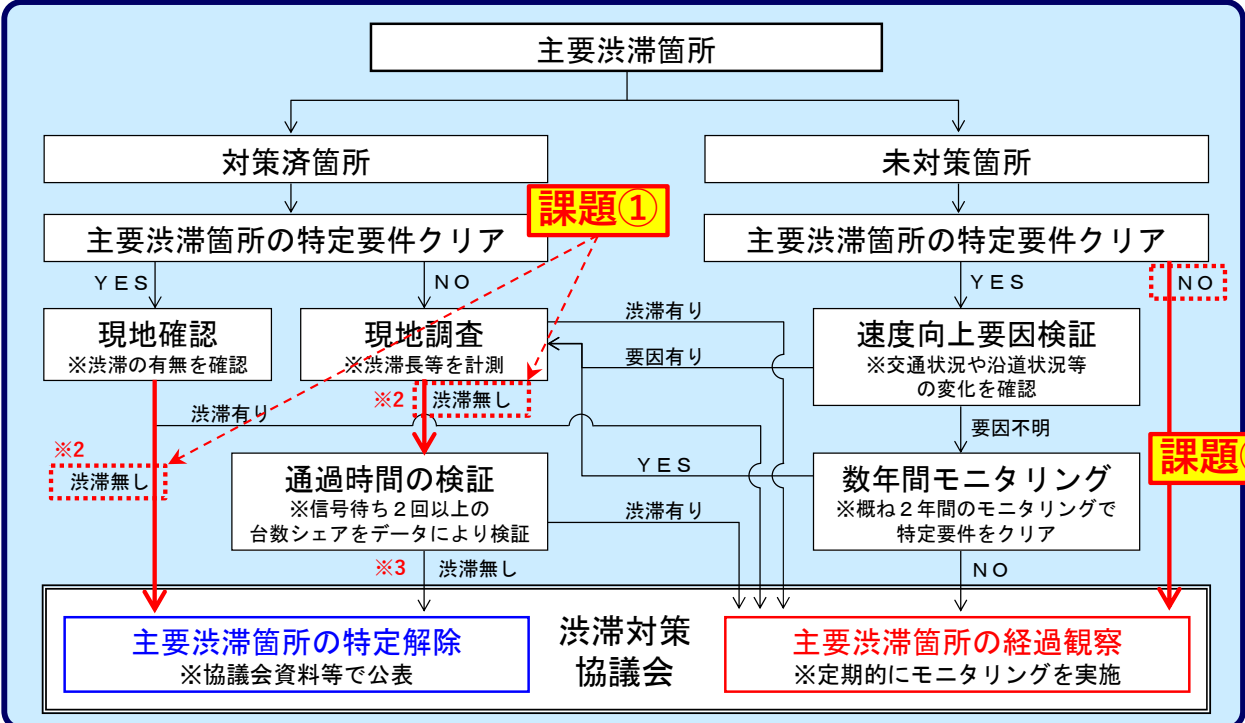 主要渋滞箇所
対策済箇所
未対策箇所
課題①
主要渋滞箇所の特定要件クリア
主要渋滞箇所の特定要件クリア
ＹＥＳ
ＮＯ
ＹＥＳ
ＮＯ
現地確認
※渋滞の有無を確認
現地調査
※渋滞長等を計測
渋滞有り
要因有り
速度向上要因検証
※交通状況や沿道状況等
の変化を確認
※2
渋滞無し
渋滞有り
要因不明
※2
渋滞無し
課題
通過時間の検証
※信号待ち２回以上の
台数シェアをデータにより検証
ＹＥＳ
渋滞有り
数年間モニタリング
※概ね２年間のモニタリングで
特定要件をクリア
※3
渋滞無し
ＮＯ
主要渋滞箇所の特定解除
※協議会資料等で公表
渋滞対策
協議会
主要渋滞箇所の経過観察
※定期的にモニタリングを実施